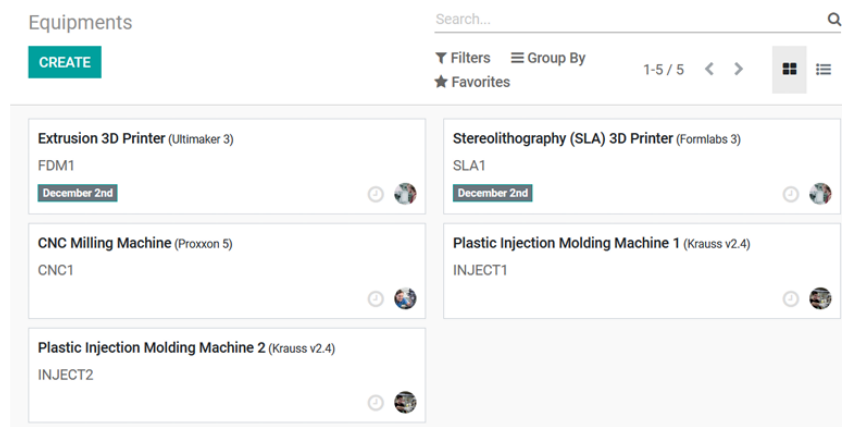 Equipments
Search...
CREATE
Filters
Group By
Favorites
1-5 / 5
Extrusion 3D Printer (Ultimaker 3)
FDM1
December 2nd
Stereolithography (SLA) 3D Printer (Formlabs 3)
SLA1
December 2nd
CNC Milling Machine (Proxxon 5)
CNC1
Plastic Injection Molding Machine 1 (Krauss v2.4)
INJECT1
Plastic Injection Molding Machine 2 (Krauss v2.4)
INJECT2